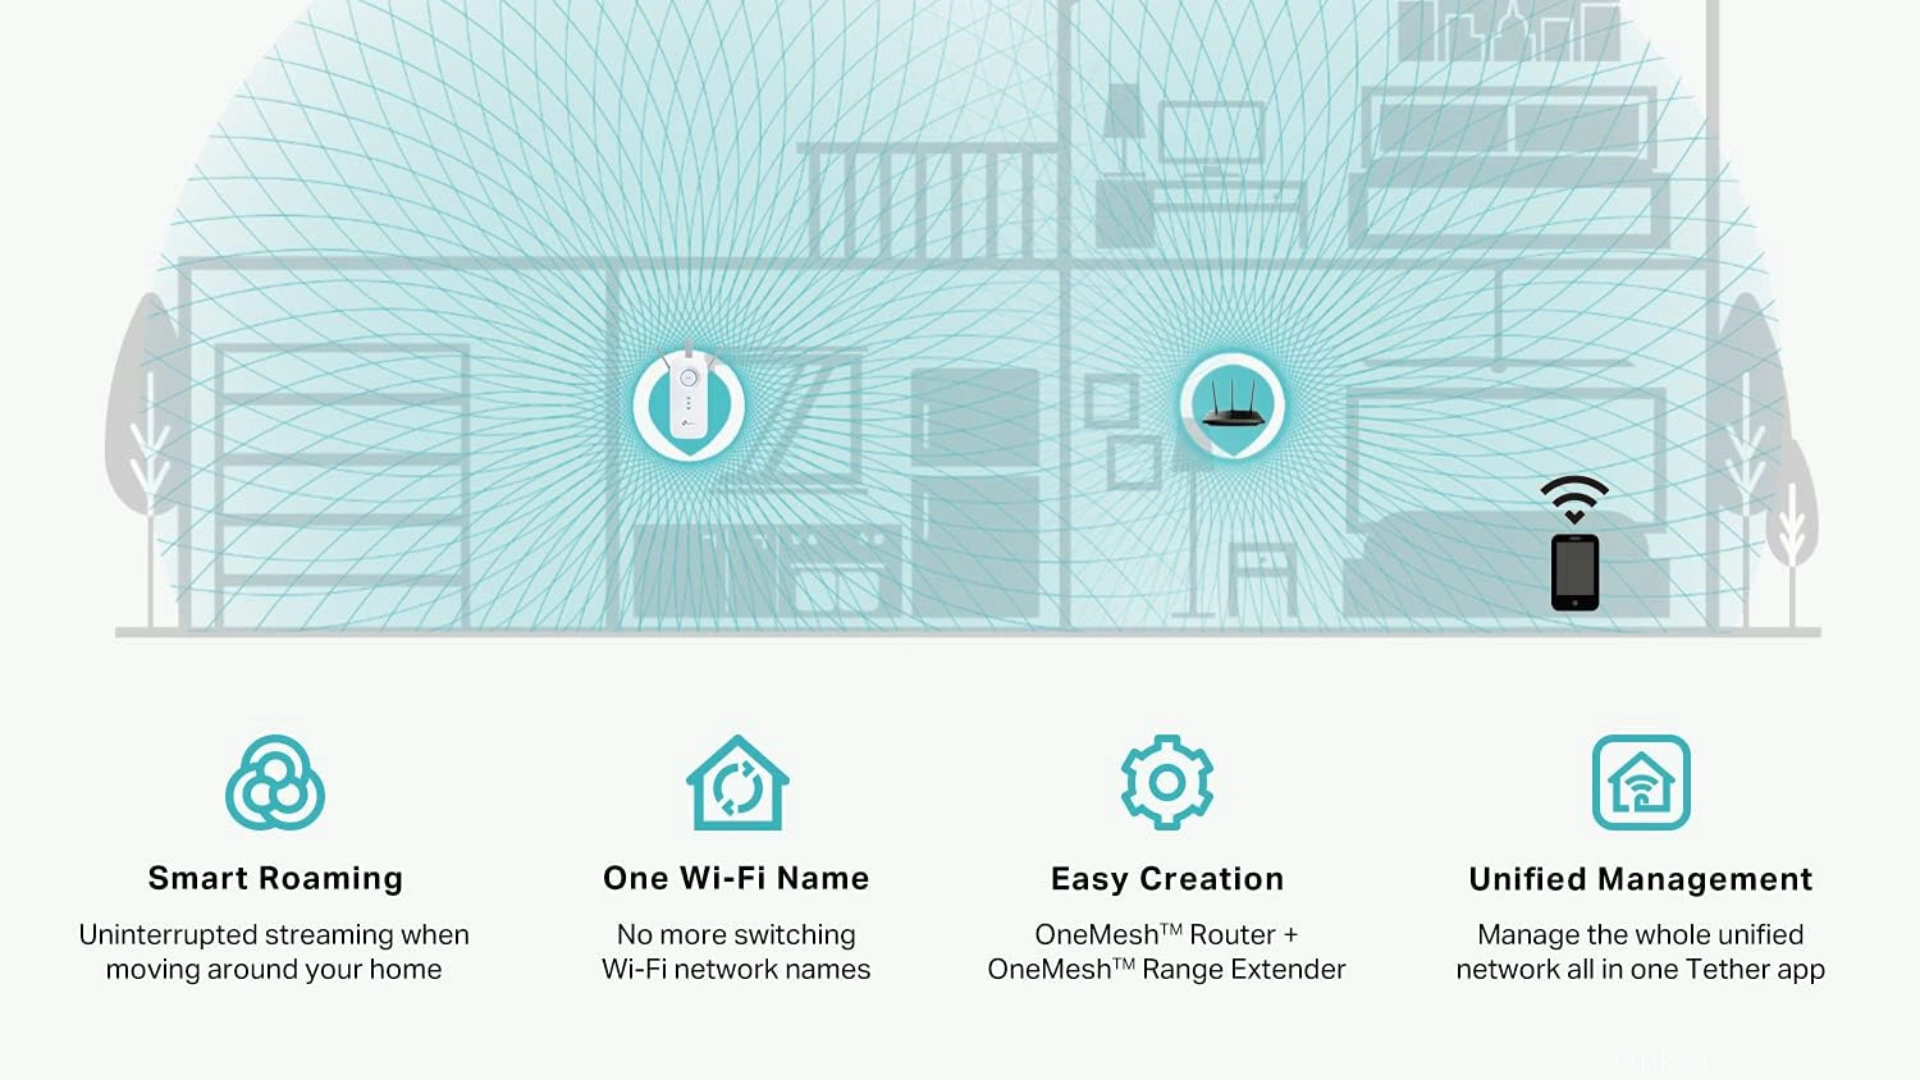 Smart Roaming
Uninterrupted streaming when
moving around your home
One Wi-Fi Name
No more switching
Wi-Fi network names
Easy Creation
OneMesh™ Router +
OneMesh™ Range Extender
Unified Management
Manage the whole unified
network all in one Tether app